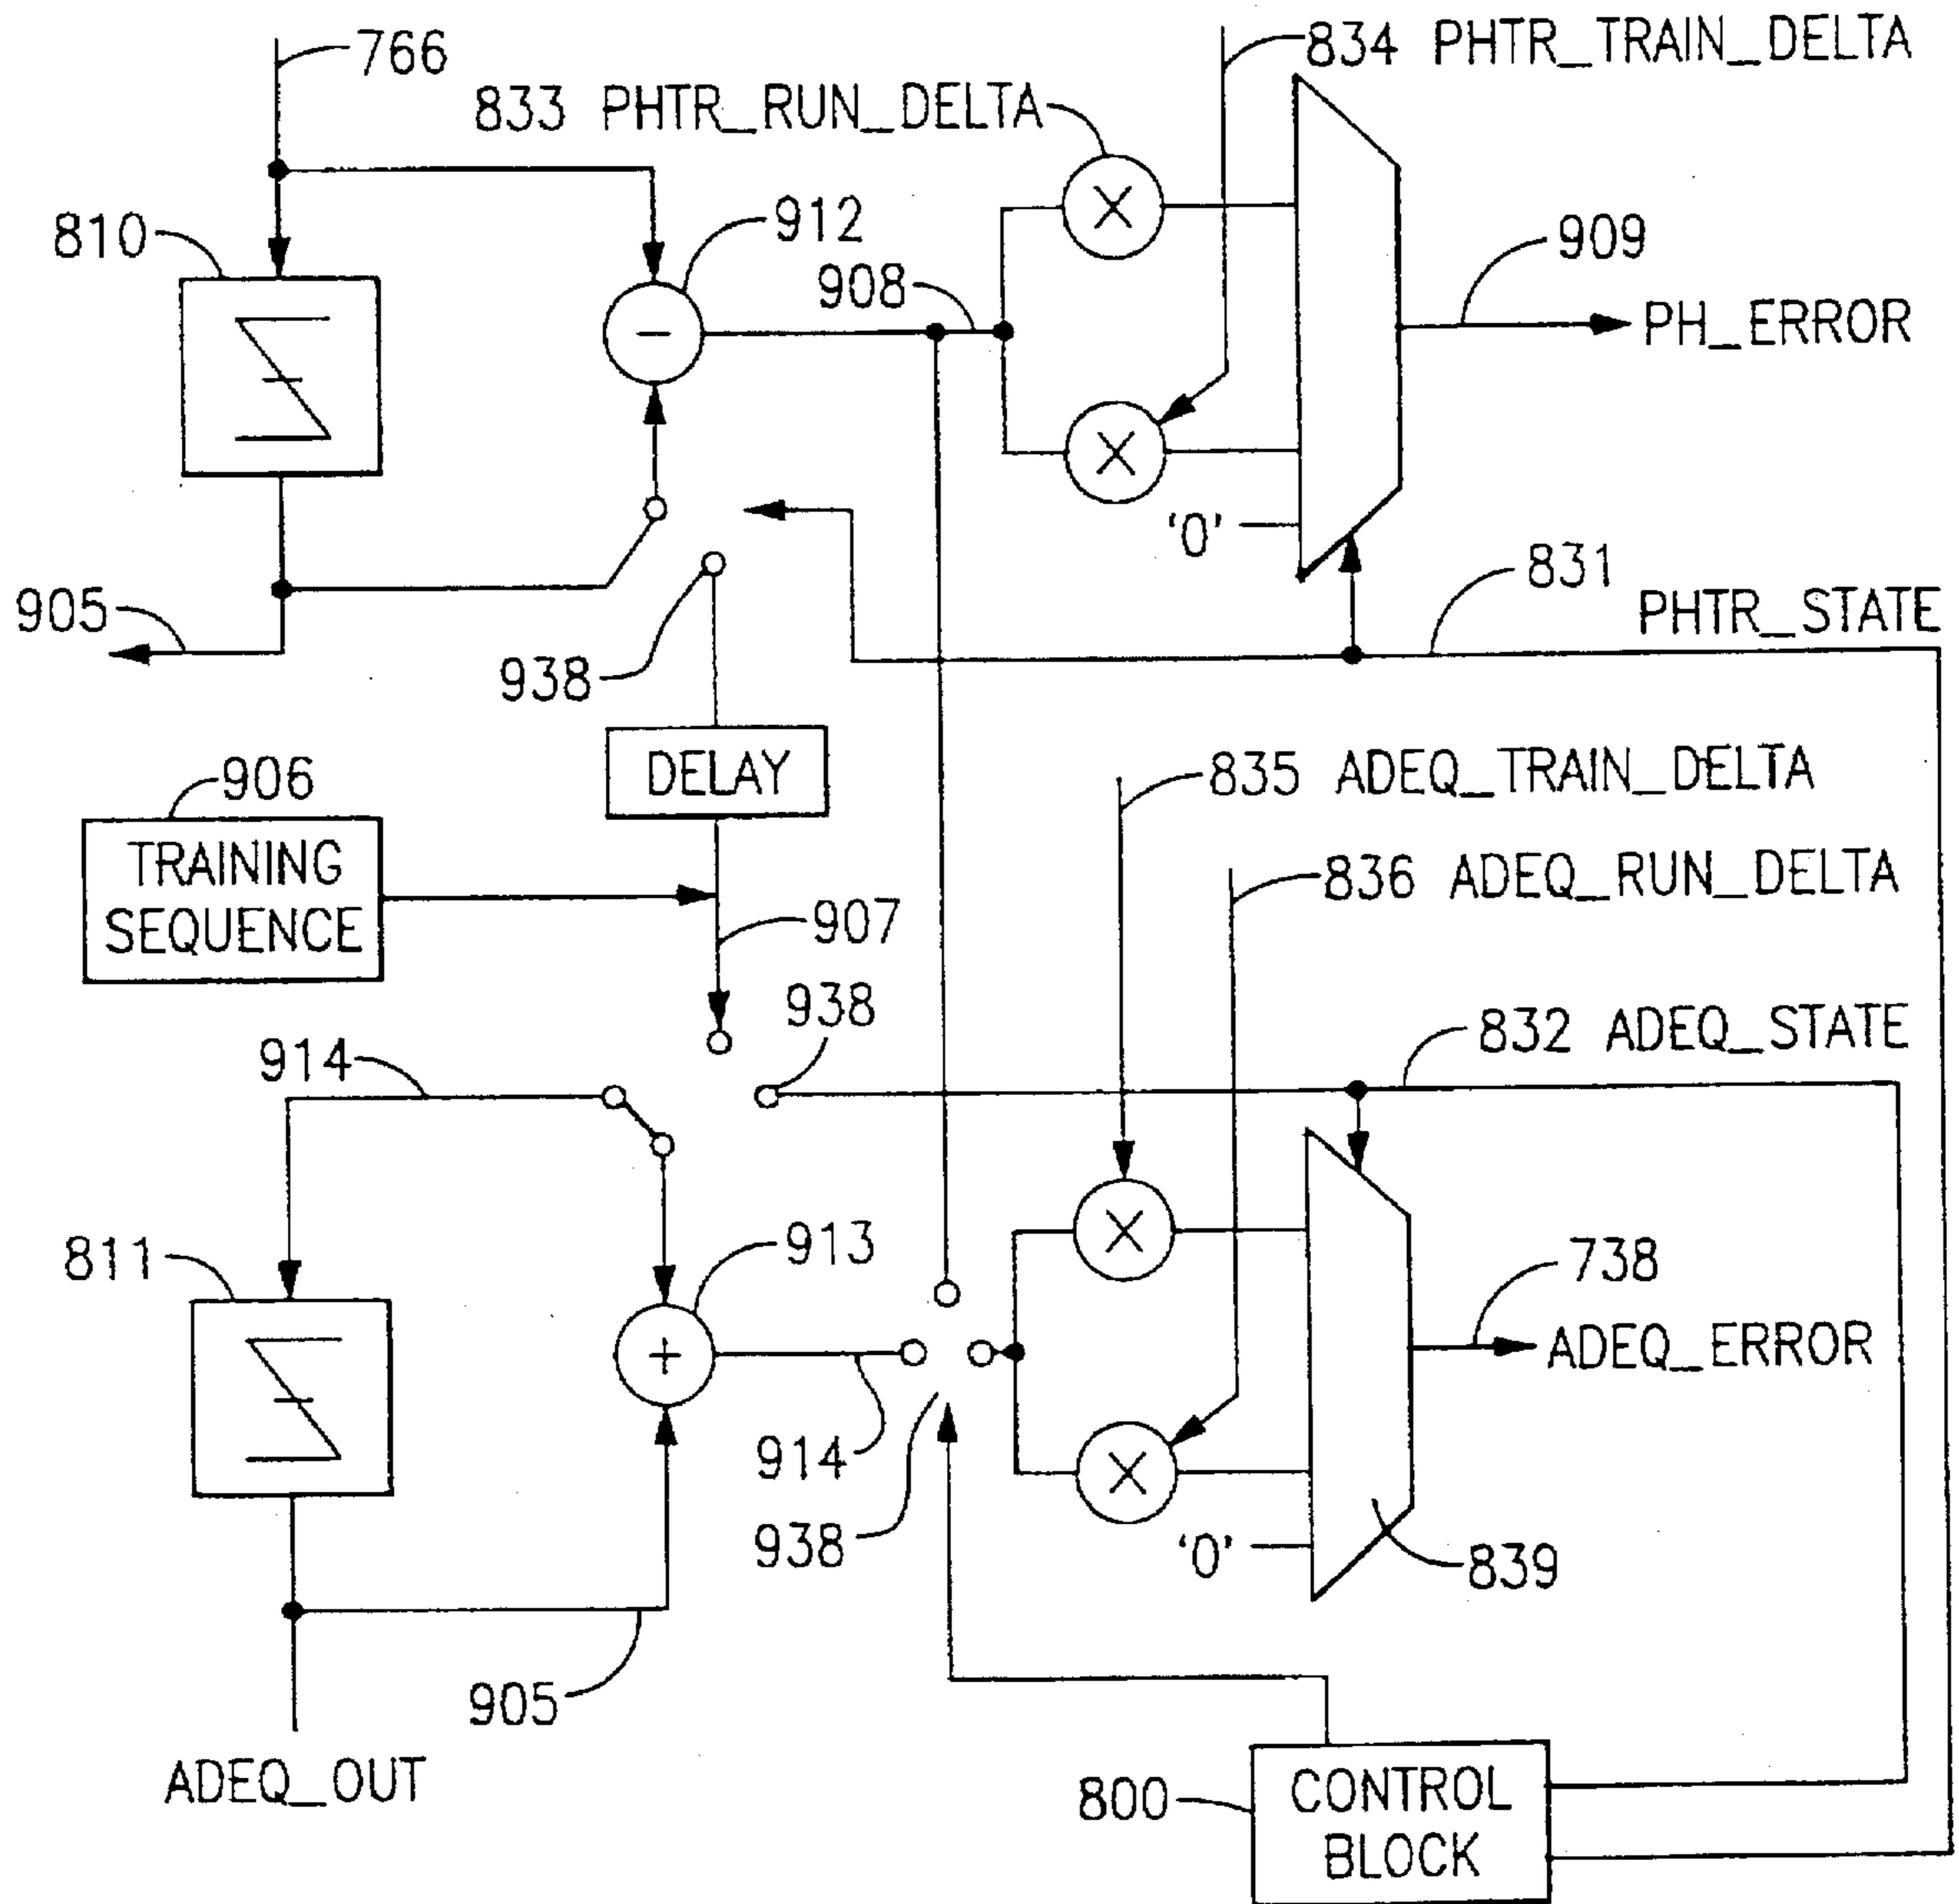 766
834 PHTR_TRAIN_DELTA
833 PHTR_RUN_DELTA
X
810
912
908
909
-
PH_ERROR
X
'0'
831
PHTR_STATE
905
938
DELAY
835 ADEQ_TRAIN_DELTA
906
TRAINING
SEQUENCE
836 ADEQ_RUN_DELTA
907
938
832 ADEQ_STATE
914
X
811
913
738
+
ADEQ_ERROR
914
X
938
'0'
839
905
ADEQ_OUT
800
CONTROL
BLOCK